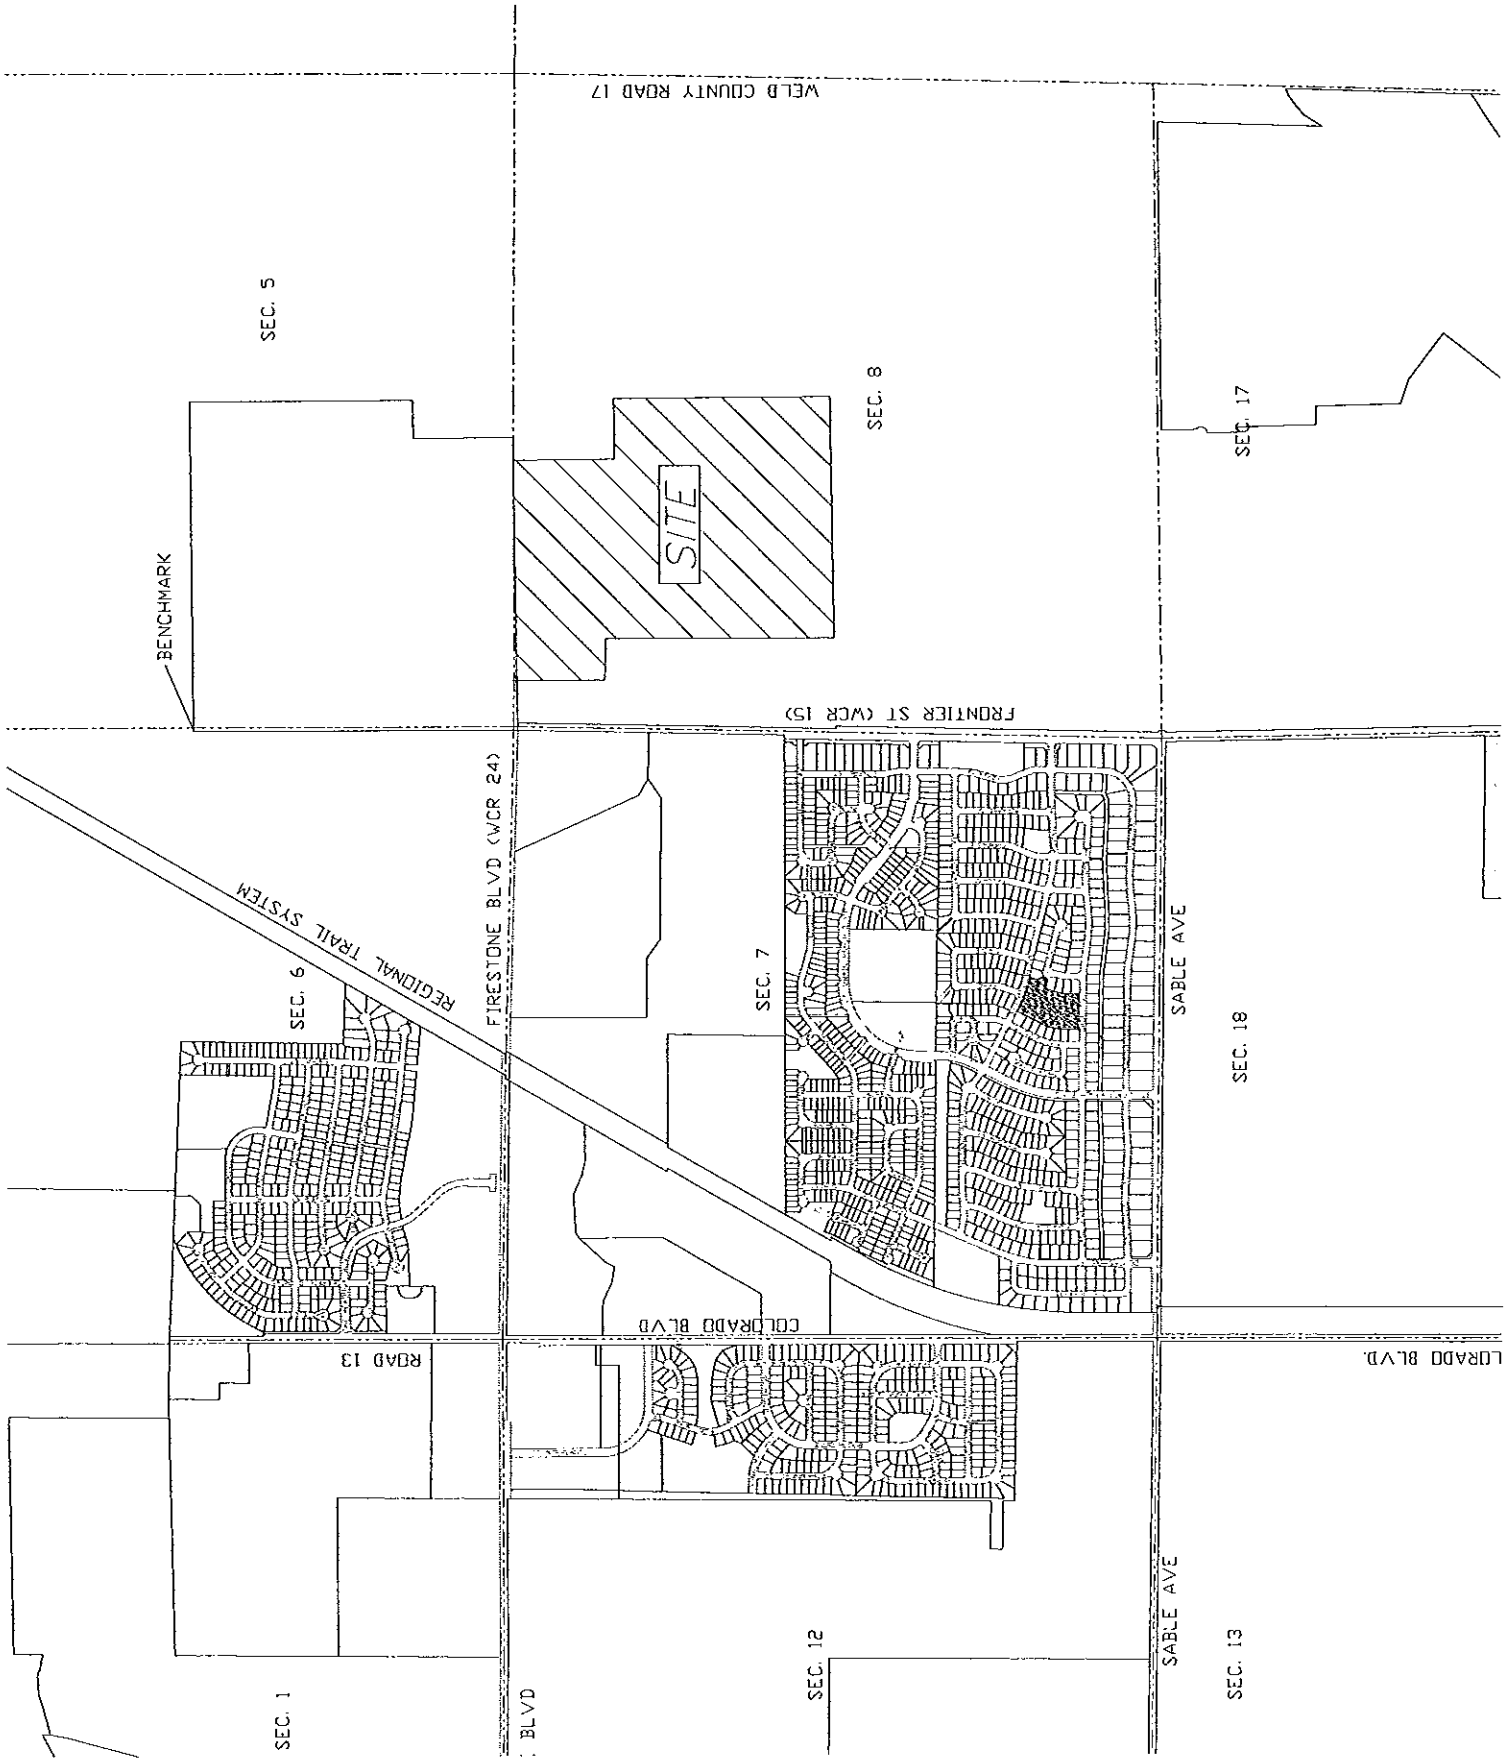 WELD COUNTY ROAD 17
SEC. 5
SEC. 8
SEC. 17
SITE
BENCHMARK
FRONTIER ST (WCR 15)
FIRESTONE BLVD (WCR 24)
REGIONAL TRAIL SYSTEM
SEC. 6
SEC. 7
SABLE AVE
SEC. 18
COLORADO BLVD
ROAD 13
LORADO BLVD.
SEC. 1
BLVD
SEC. 12
SABLE AVE
SEC. 13